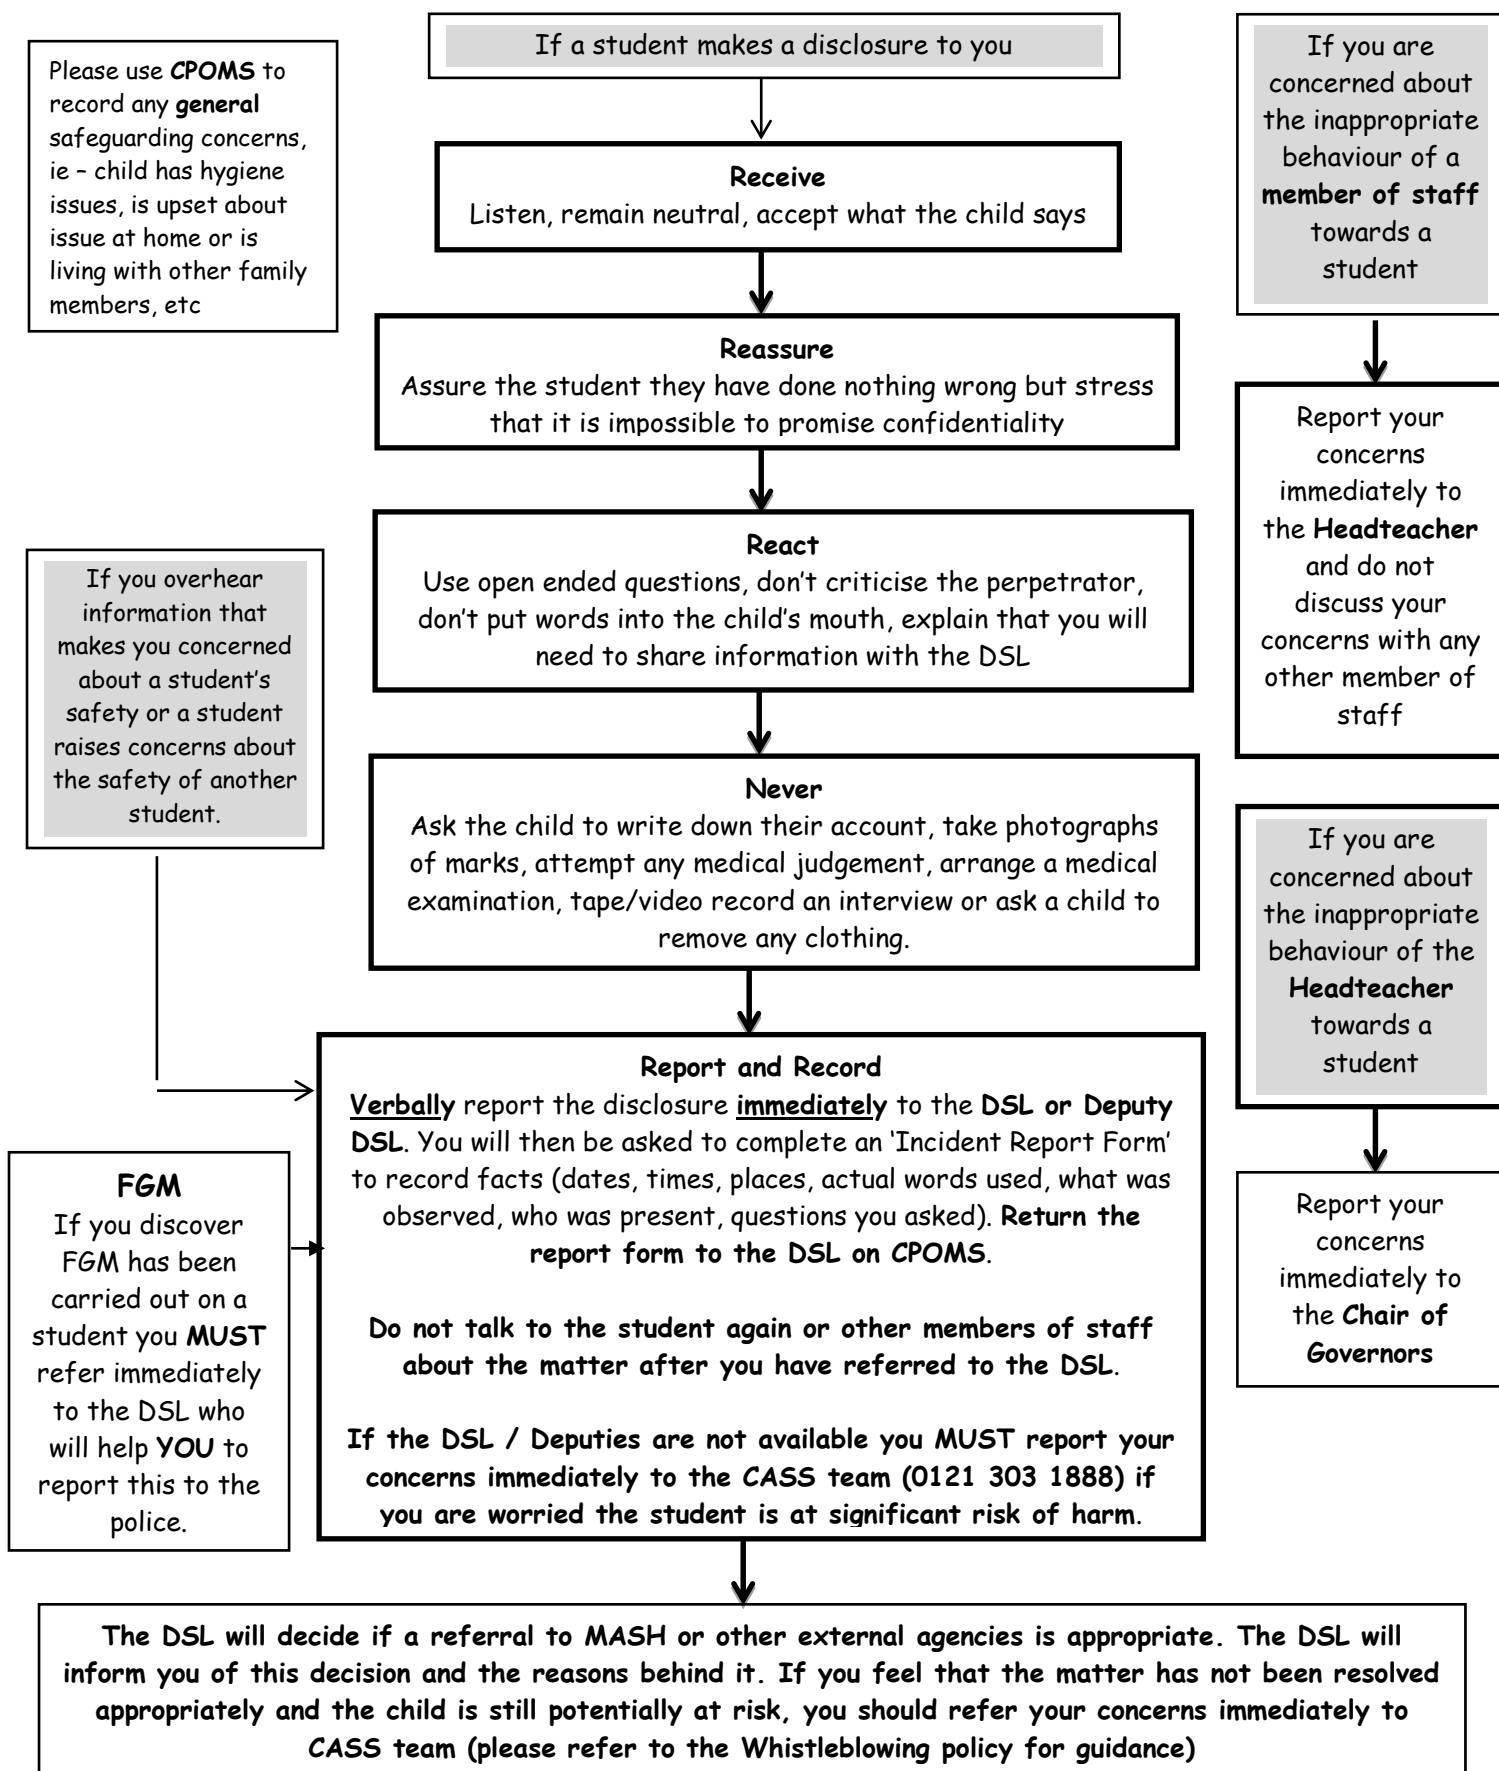 If a student makes a disclosure to you
Please use CPOMS to
record any general
safeguarding concerns,
ie – child has hygiene
issues, is upset about
issue at home or is
living with other family
members, etc
Receive
Listen, remain neutral, accept what the child says
Reassure
Assure the student they have done nothing wrong but stress
that it is impossible to promise confidentiality
React
Use open ended questions, don't criticise the perpetrator,
don't put words into the child's mouth, explain that you will
need to share information with the DSL
If you overhear
information that
makes you concerned
about a student's
safety or a student
raises concerns about
the safety of another
student.
Never
Ask the child to write down their account, take photographs
of marks, attempt any medical judgement, arrange a medical
examination, tape/video record an interview or ask a child to
remove any clothing.
Report and Record
Verbally report the disclosure immediately to the DSL or Deputy
DSL. You will then be asked to complete an 'Incident Report Form'
to record facts (dates, times, places, actual words used, what was
observed, who was present, questions you asked). Return the
report form to the DSL on CPOMS.
Do not talk to the student again or other members of staff
about the matter after you have referred to the DSL.
If the DSL / Deputies are not available you MUST report your
concerns immediately to the CASS team (0121 303 1888) if
you are worried the student is at significant risk of harm.
FGM
If you discover
FGM has been
carried out on a
student you MUST
refer immediately
to the DSL who
will help YOU to
report this to the
police.
If you are
concerned about
the inappropriate
behaviour of a
member of staff
towards a
student
Report your
concerns
immediately to
the Headteacher
and do not
discuss your
concerns with any
other member of
staff
If you are
concerned about
the inappropriate
behaviour of the
Headteacher
towards a
student
Report your
concerns
immediately to
the Chair of
Governors
The DSL will decide if a referral to MASH or other external agencies is appropriate. The DSL will
inform you of this decision and the reasons behind it. If you feel that the matter has not been resolved
appropriately and the child is still potentially at risk, you should refer your concerns immediately to
CASS team (please refer to the Whistleblowing policy for guidance)